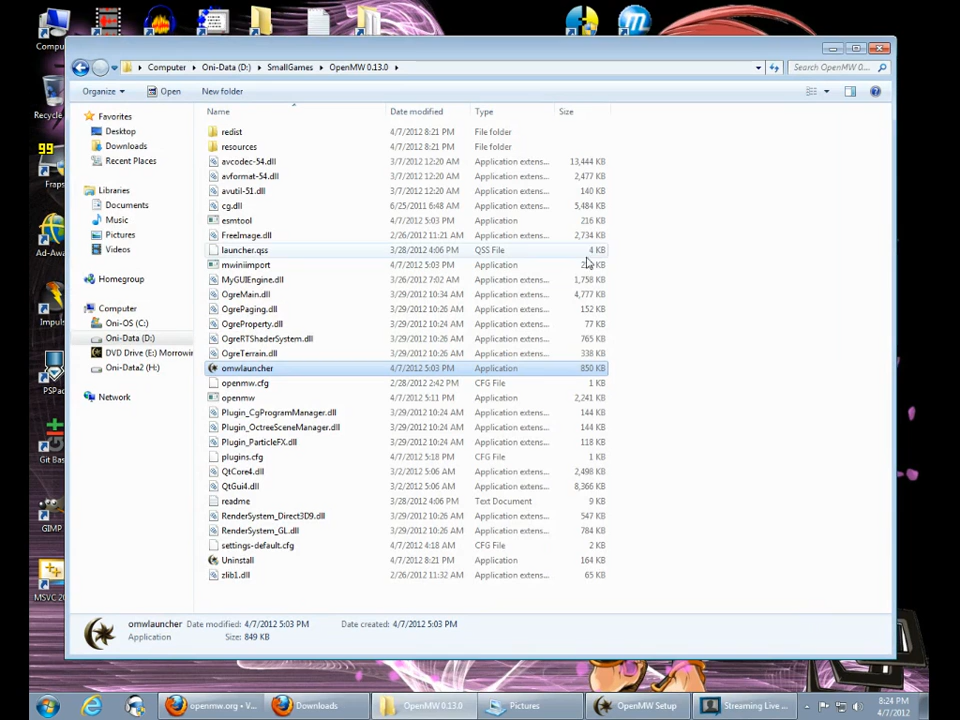 Compu
Computer ▸ Oni-Data (D:) ▸ SmallGames ▸ OpenMW 0.13.0 ▸ Search OpenMW 0...
Organize ▾ Open New folder
Name Date modified Type Size
Favorites
Desktop
Downloads
Recent Places
Libraries
Documents
Music
Pictures
Videos
Homegroup
Computer
Oni-OS (C:)
Oni-Data (D:)
DVD Drive (E:) Morrowin
Oni-Data2 (H:)
Network
redist 4/7/2012 8:21 PM File folder
resources 4/7/2012 8:21 PM File folder
avcodec-54.dll 3/7/2012 12:20 AM Application extens... 13,444 KB
avformat-54.dll 3/7/2012 12:20 AM Application extens... 2,477 KB
avutil-51.dll 3/7/2012 12:20 AM Application extens... 140 KB
cg.dll 6/25/2011 6:48 AM Application extens... 5,484 KB
esmtool 4/7/2012 5:03 PM Application 216 KB
FreeImage.dll 2/26/2012 11:21 AM Application extens... 2,734 KB
launcher.qss 3/28/2012 4:06 PM QSS File 4 KB
mwiniimport 4/7/2012 5:03 PM Application KB
MyGUIEngine.dll 3/26/2012 7:02 AM Application extens... 1,758 KB
OgreMain.dll 3/29/2012 10:34 AM Application extens... 4,777 KB
OgrePaging.dll 3/29/2012 10:26 AM Application extens... 152 KB
OgreProperty.dll 3/29/2012 10:24 AM Application extens... 77 KB
OgreRTShaderSystem.dll 3/29/2012 10:26 AM Application extens... 765 KB
OgreTerrain.dll 3/29/2012 10:26 AM Application extens... 338 KB
omwlauncher 4/7/2012 5:03 PM Application 850 KB
openmw.cfg 2/28/2012 2:42 PM CFG File 1 KB
openmw 4/7/2012 5:11 PM Application 2,241 KB
Plugin_CgProgramManager.dll 3/29/2012 10:24 AM Application extens... 144 KB
Plugin_OctreeSceneManager.dll 3/29/2012 10:24 AM Application extens... 144 KB
Plugin_ParticleFX.dll 3/29/2012 10:24 AM Application extens... 118 KB
plugins.cfg 4/7/2012 5:18 PM CFG File 1 KB
QtCore4.dll 3/2/2012 5:06 AM Application extens... 2,498 KB
QtGui4.dll 3/2/2012 5:06 AM Application extens... 8,366 KB
readme 3/28/2012 4:06 PM Text Document 9 KB
RenderSystem_Direct3D9.dll 3/29/2012 10:26 AM Application extens... 547 KB
RenderSystem_GL.dll 3/29/2012 10:26 AM Application extens... 784 KB
settings-default.cfg 4/7/2012 4:18 AM CFG File 2 KB
Uninstall 4/7/2012 8:21 PM Application 164 KB
zlib1.dll 2/26/2012 11:32 AM Application extens... 65 KB
omwlauncher Date modified: 4/7/2012 5:03 PM Date created: 4/7/2012 5:03 PM
Application Size: 849 KB
Recycle
99
Fraps
Ad-Awa
Impuls
PSPad
Git Bas
GIMP
MSVC 20
openmw.org • V... Downloads OpenMW 0.13.0 Pictures OpenMW Setup Streaming Live ...
8:24 PM
4/7/2012